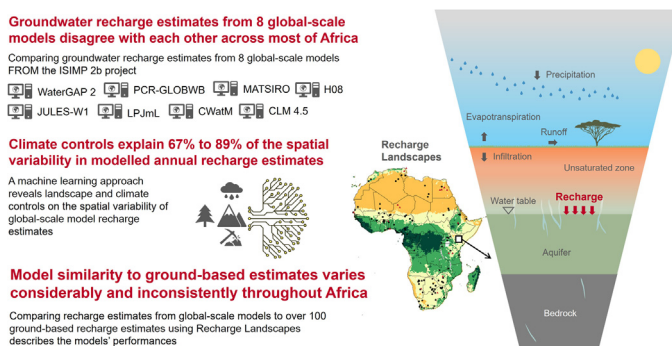 Groundwater recharge estimates from 8 global-scale
models disagree with each other across most of Africa
Comparing groundwater recharge estimates from 8 global-scale models
FROM the ISIMP 2b project
WaterGAP 2 PCR-GLOBWB MATSIRO H08
JULES-W1 LPJmL CWatM CLM 4.5
Climate controls explain 67% to 89% of the spatial
variability in modelled annual recharge estimates
A machine learning approach
reveals landscape and climate
controls on the spatial variability of
global-scale model recharge
estimates
Model similarity to ground-based estimates varies
considerably and inconsistently throughout Africa
Comparing recharge estimates from global-scale models to over 100
ground-based recharge estimates using Recharge Landscapes
describes the models' performances
Recharge
Landscapes
Precipitation
Evapotranspiration
Runoff
Infiltration
Unsaturated zone
Water table
Recharge
Aquifer
Bedrock